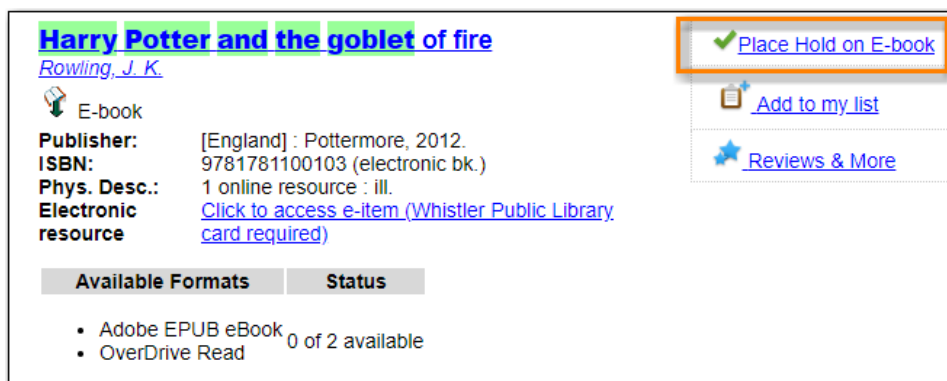 Harry Potter and the goblet of fire
Rowling, J. K.
E-book
Publisher: [England] : Pottermore, 2012.
ISBN: 9781781100103 (electronic bk.)
Phys. Desc.: 1 online resource : ill.
Electronic resource Click to access e-item (Whistler Public Library
card required)
Available Formats Status
• Adobe EPUB eBook
• OverDrive Read
0 of 2 available
Place Hold on E-book
Add to my list
Reviews & More